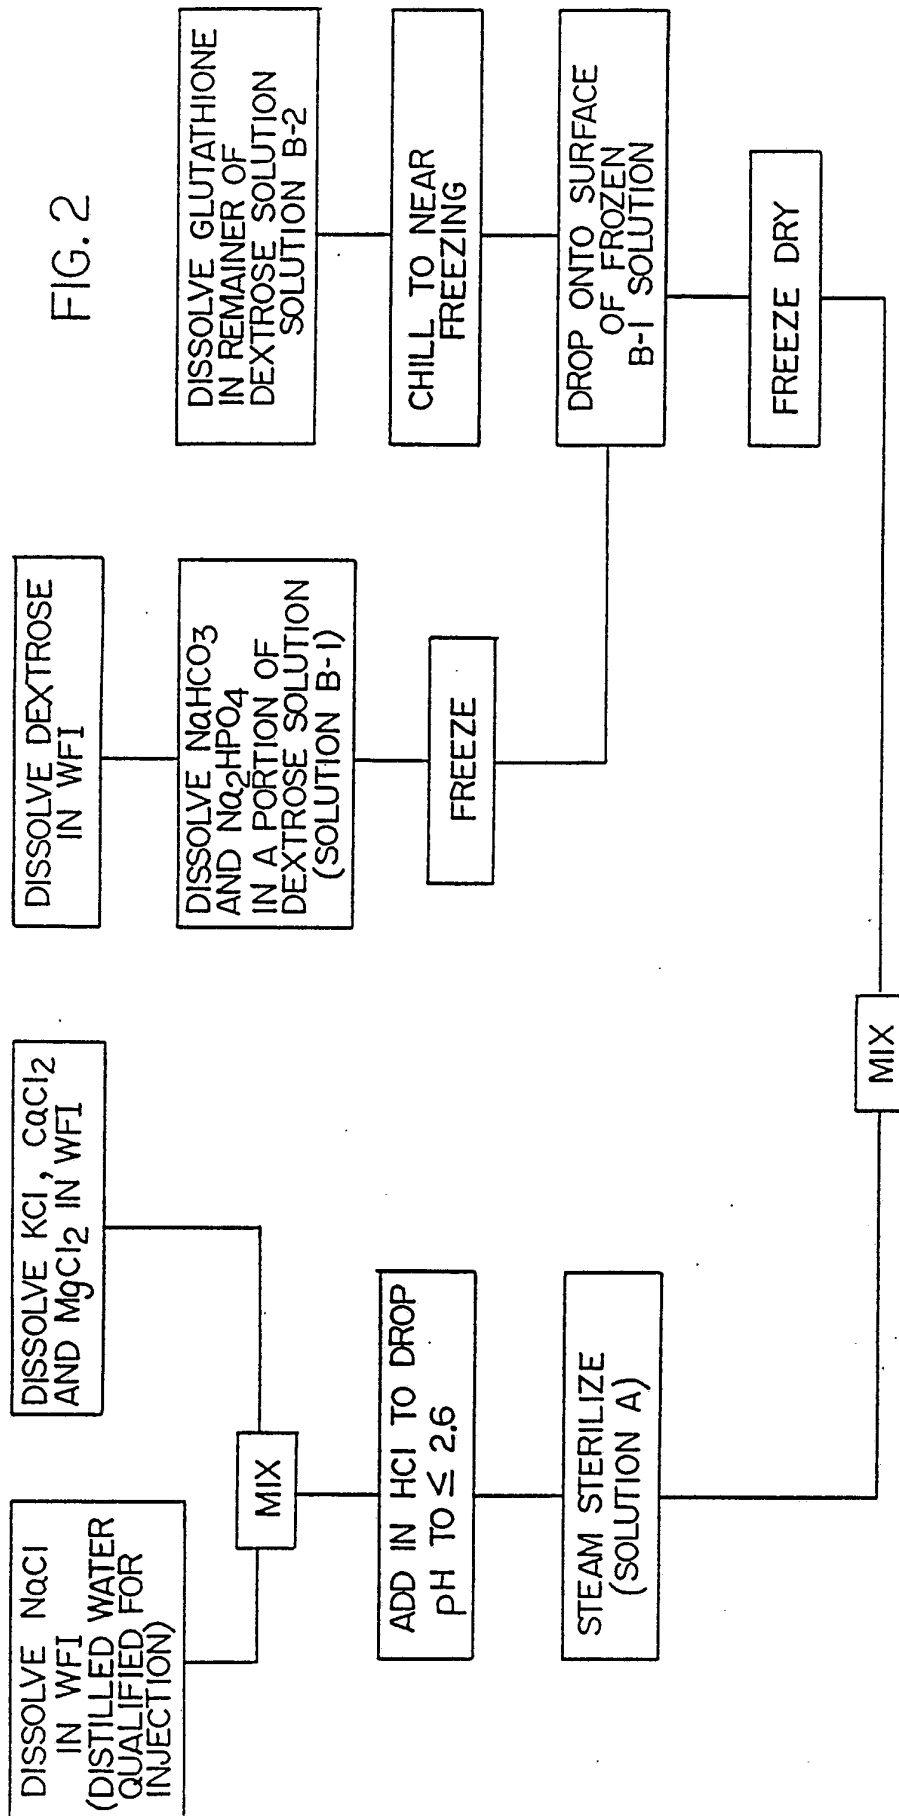 FIG. 2
DISSOLVE NaCl
IN WFI
(DISTILLED WATER
QUALIFIED FOR
INJECTION)
DISSOLVE KCl, CaCl2
AND MgCl2 IN WFI
MIX
ADD IN HCl TO DROP
pH TO ≤ 2.6
STEAM STERILIZE
(SOLUTION A)
DISSOLVE DEXTROSE
IN WFI
DISSOLVE NaHCO3
AND Na2HPO4
IN A PORTION OF
DEXTROSE SOLUTION
(SOLUTION B-1)
FREEZE
DISSOLVE GLUTATHIONE
IN REMAINER OF
DEXTROSE SOLUTION
SOLUTION B-2
CHILL TO NEAR
FREEZING
DROP ONTO SURFACE
OF FROZEN
B-1 SOLUTION
FREEZE DRY
MIX